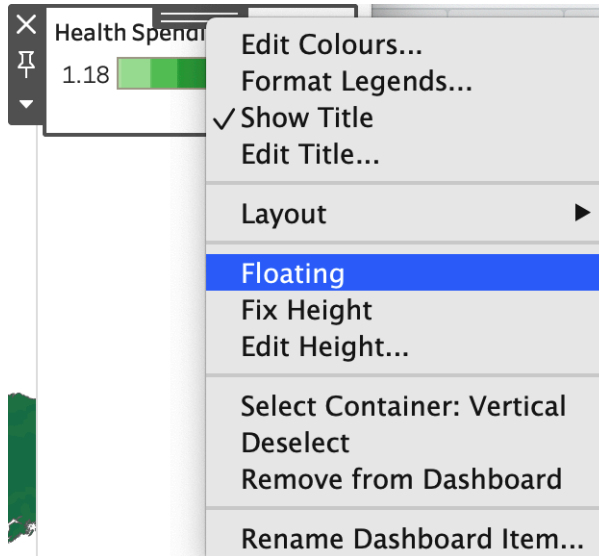 Health Spendi
1.18
Edit Colours...
Format Legends...
✓ Show Title
Edit Title...
Layout
Floating
Fix Height
Edit Height...
Select Container: Vertical
Deselect
Remove from Dashboard
Rename Dashboard Item...